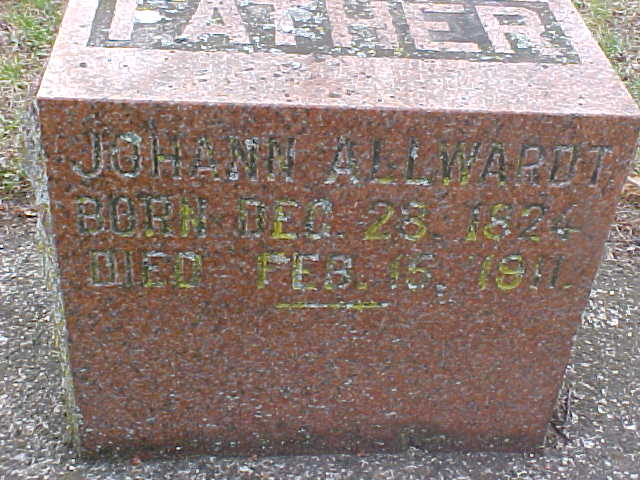 FATHER
JOHANN ALLWARDT
BORN DEC. 28, 1824
DIED FEB. 15, 1911.